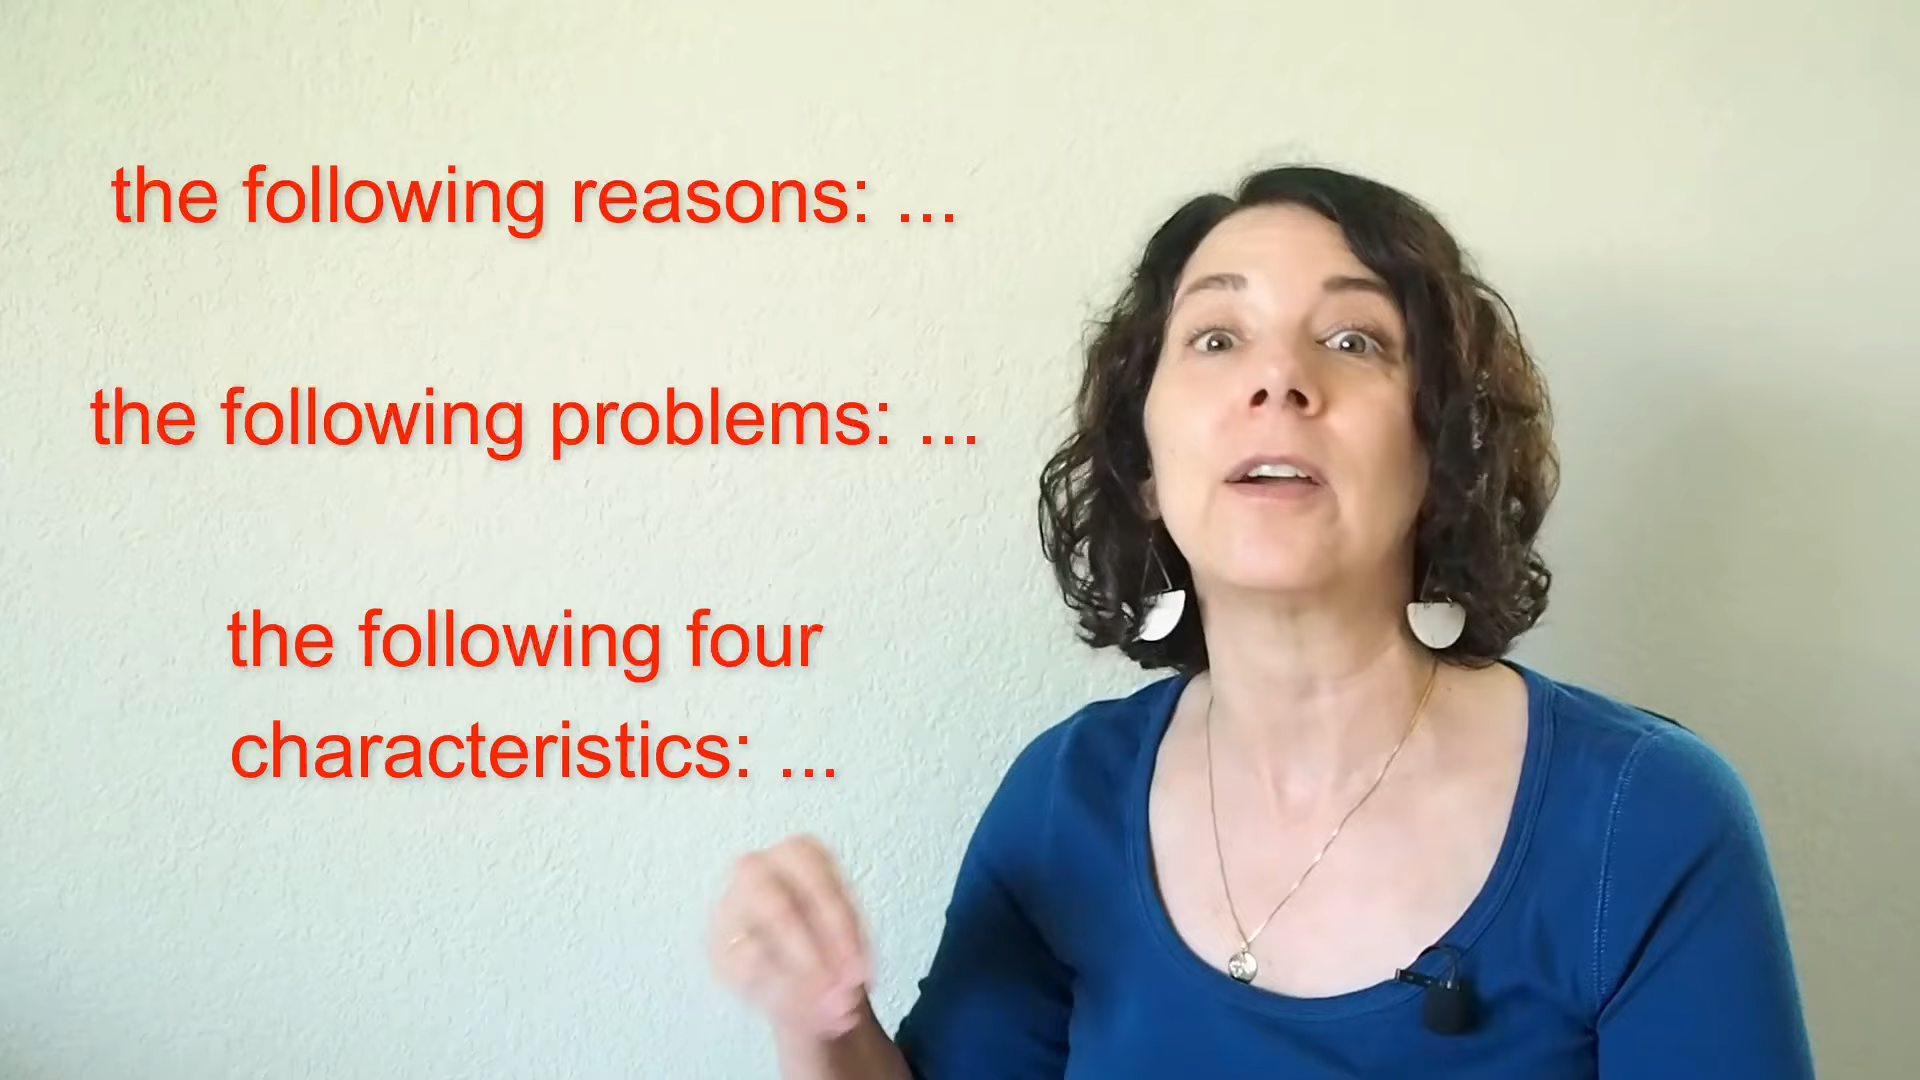 the following reasons: ...
the following problems: ...
the following four
characteristics: ...